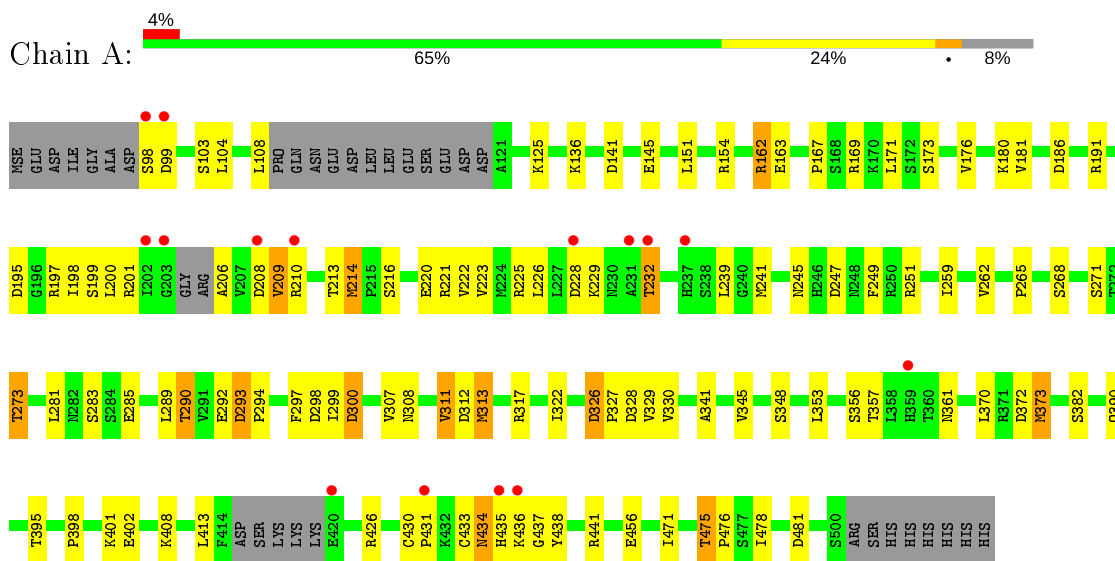 4%
Chain A:
65% 24% • 8%
MSE GLU ASP ILE GLY ALA ASP S98 D99 S103 L104 L108 PRO GLN ASN GLU ASP LEU LEU GLU SER ASP ASP A121 K125 K136 D141 E145 L151 R154 R162 E163 P167 S168 R169 K170 L171 S172 S173 V176 K180 V181 D186 R191
D195 G196 R197 I198 S199 L200 R201 I202 G203 GLY ARG A206 V207 D208 V209 R210 T213 M214 P215 S216 E220 R221 V222 V223 M224 R225 L226 L227 D228 K229 N230 A231 T232 H237 S238 L239 G240 M241 N245 H246 D247 N248 F249 R250 R251 I259 V262 P265 S268 S271 T272
T273 L281 N282 S283 S284 E285 L289 T290 V291 E292 D293 P294 F297 D298 I299 D300 V307 N308 V311 D312 M313 R317 I322 D326 P327 D328 V329 V330 A341 V345 S348 L353 S356 T357 L358 H359 T360 N361 L370 R371 D372 M373 S382
T395 P398 K401 E402 K408 L413 F414 ASP SER LYS LYS LYS E420 R426 C430 P431 K432 C433 N434 H435 K436 G437 Y438 R441 E456 I471 T475 P476 S477 I478 D481 S500 ARG SER HIS HIS HIS HIS HIS HIS